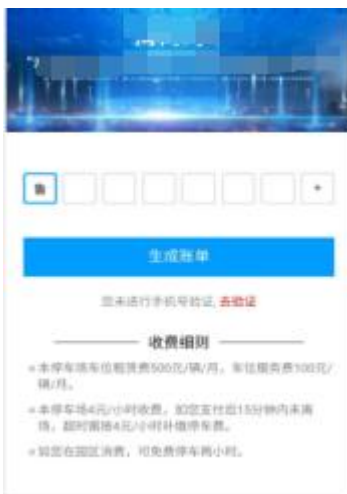 生成账单
您未进行手机号验证,去验证
收费细则
本停车场车位租赁费500元/辆/月,车位服务费100元/
辆/月。
本停车场4元/小时收费,如您支付后15分钟内未离
场,超时需按4元/小时补缴停车费。
如您在园区消费,可免费停车两小时。